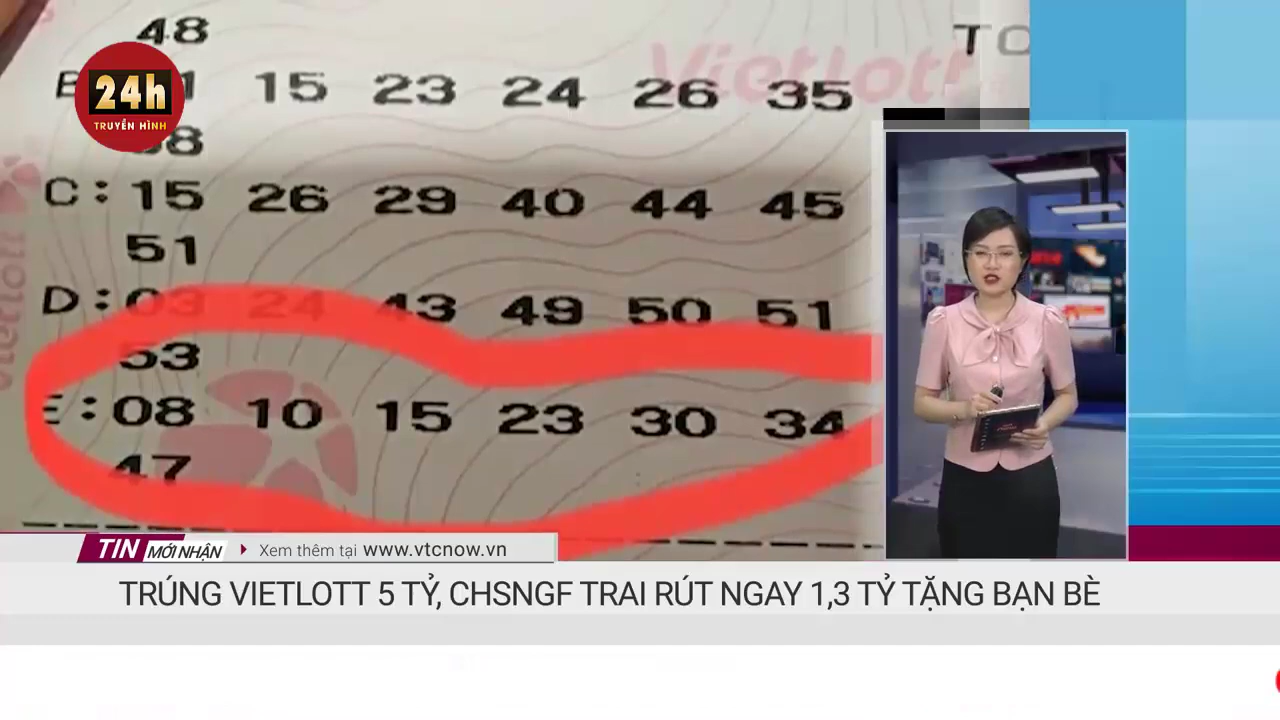 48
TO
Vietlott
24h
TRUYỀN HÌNH
15 23 24 26 35
C: 15 26 29 40 44 45
51
D: 03 24 43 49 50 51
53
E: 08 10 15 23 30 34
47
Vietlott
TIN MỚI NHẬN Xem thêm tại www.vtcnow.vn
TRÚNG VIETLOTT 5 TỶ, CHSNGF TRAI RÚT NGAY 1,3 TỶ TẶNG BẠN BÈ